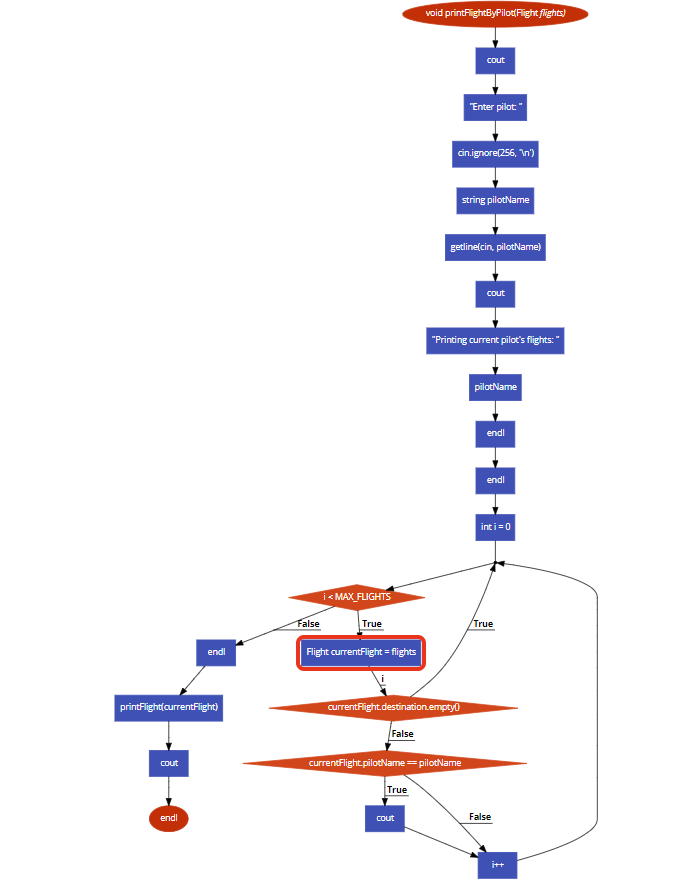 void printFlightByPilot(Flight flights)
cout
"Enter pilot: "
cin.ignore(256, '\n')
string pilotName
getline(cin, pilotName)
cout
"Printing current pilot's flights: "
pilotName
endl
endl
int i = 0
i < MAX_FLIGHTS
False
True
True
endl
Flight currentFlight = flights
i
printFlight(currentFlight)
currentFlight.destination.empty()
False
cout
currentFlight.pilotName == pilotName
True
False
endl
cout
i++